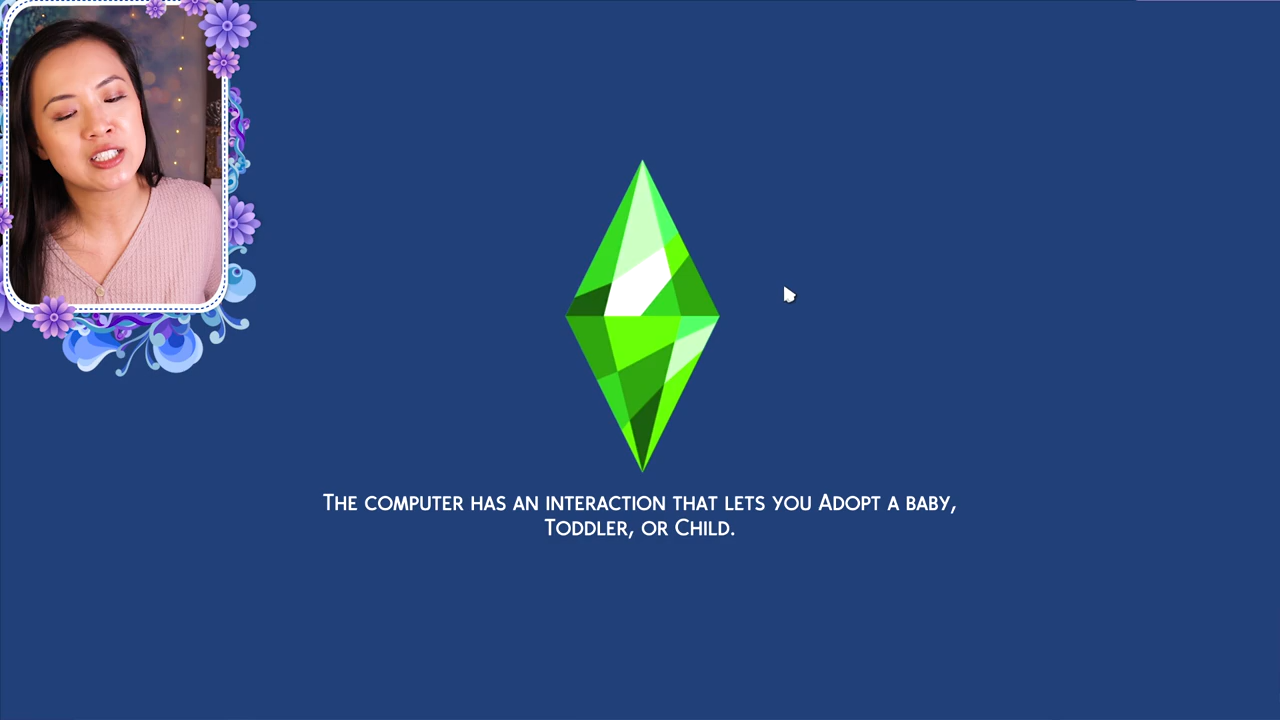 The computer has an interaction that lets you Adopt a baby,
Toddler, or Child.